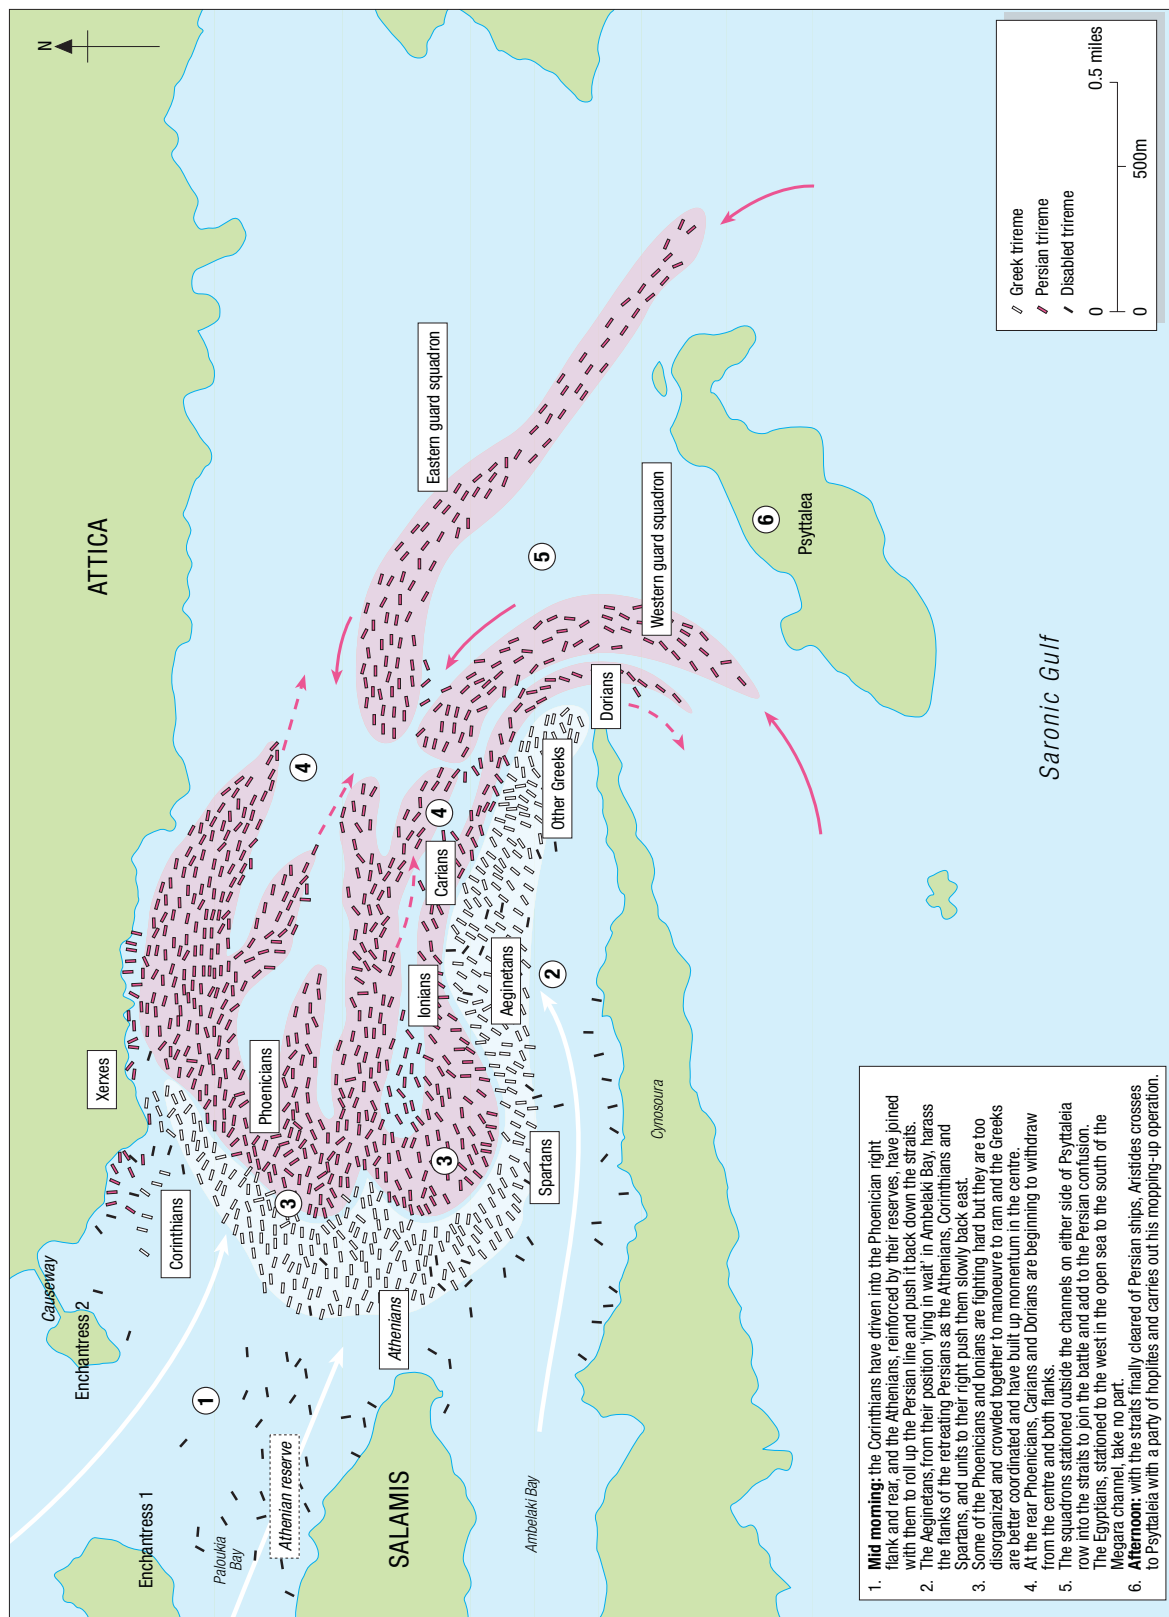 N
ATTICA
Causeway
Enchantress 2
Enchantress 1
Xerxes
Corinthians
Phoenicians
Paloukia
Bay
Athenian reserve
Athenians
SALAMIS
Ambelaki Bay
Spartans
Ionians
Aeginetans
Carians
Other Greeks
Dorians
Cynosoura
Eastern guard squadron
Western guard squadron
Psyttalea
Saronic Gulf
1
2
3
3
4
4
5
6
Greek trireme
Persian trireme
Disabled trireme
0 0.5 miles
0 500m
1. Mid morning: the Corinthians have driven into the Phoenician right
flank and rear, and the Athenians, reinforced by their reserves, have joined
with them to roll up the Persian line and push it back down the straits.
2. The Aeginetans, from their position 'lying in wait' in Ambelaki Bay, harass
the flanks of the retreating Persians as the Athenians, Corinthians and
Spartans, and units to their right push them slowly back east.
3. Some of the Phoenicians and Ionians are fighting hard but they are too
disorganized and crowded together to manoeuvre to ram and the Greeks
are better coordinated and have built up momentum in the centre.
4. At the rear Phoenicians, Carians and Dorians are beginning to withdraw
from the centre and both flanks.
5. The squadrons stationed outside the channels on either side of Psyttaleia
row into the straits to join the battle and add to the Persian confusion.
The Egyptians, stationed to the west in the open sea to the south of the
Megara channel, take no part.
6. Afternoon: with the straits finally cleared of Persian ships, Aristides crosses
to Psyttaleia with a party of hoplites and carries out his mopping-up operation.